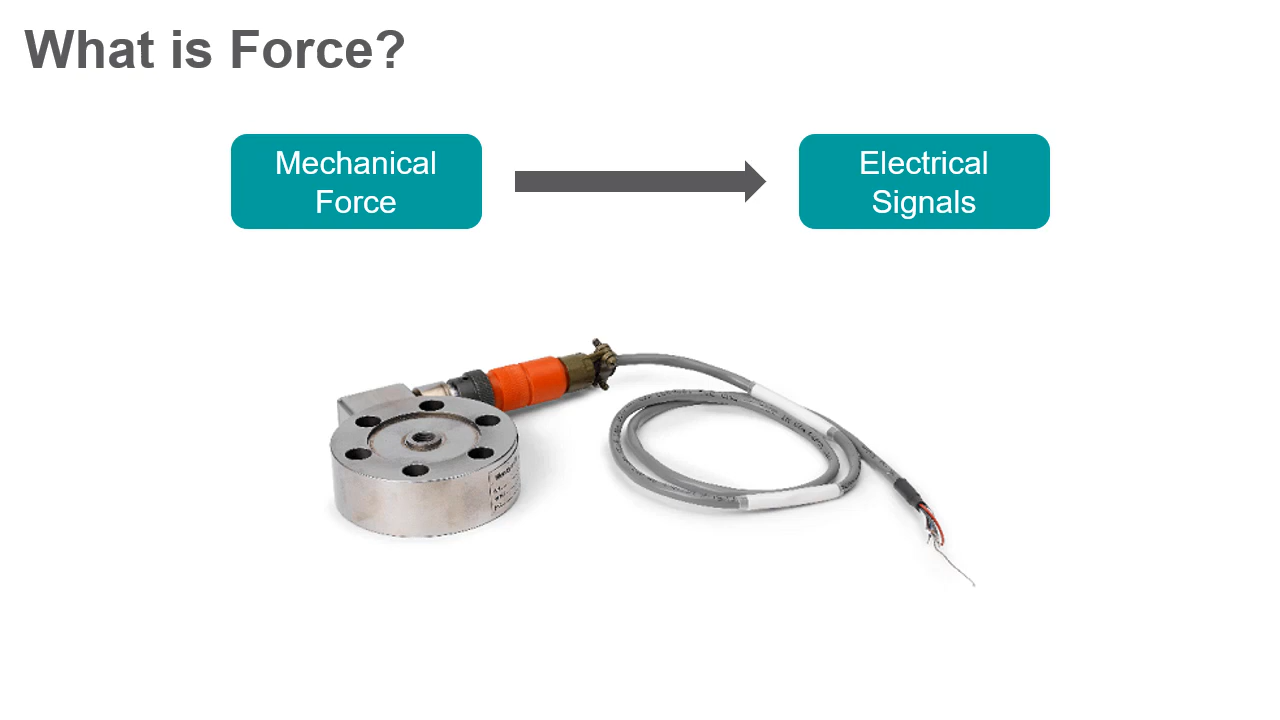 What is Force?
Mechanical
Force
Electrical
Signals